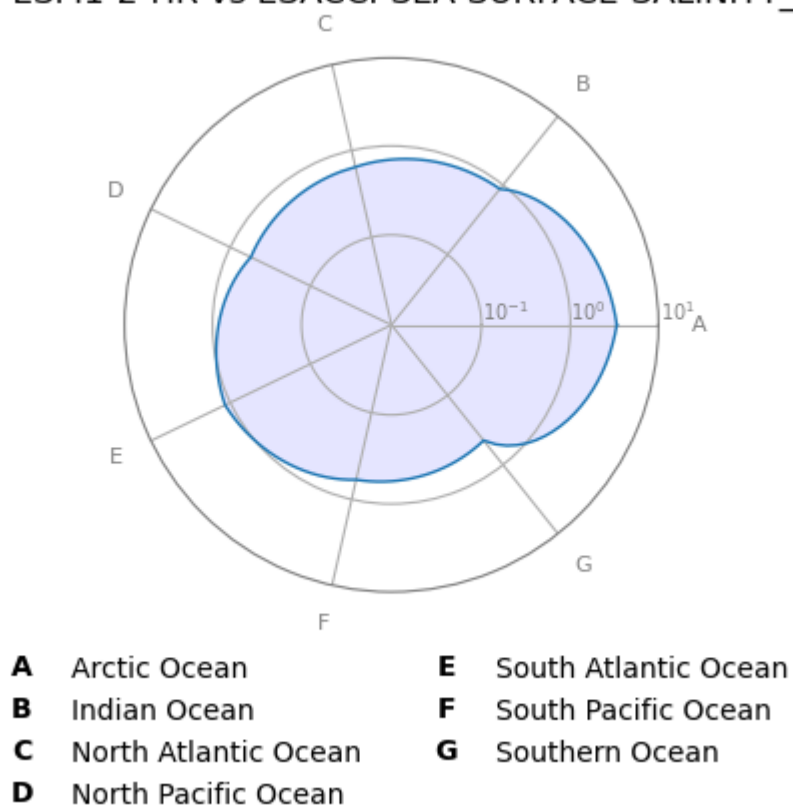 C
B
D
10⁻¹ 10⁰ 10¹
A
E
G
F
A Arctic Ocean
B Indian Ocean
C North Atlantic Ocean
D North Pacific Ocean
E South Atlantic Ocean
F South Pacific Ocean
G Southern Ocean